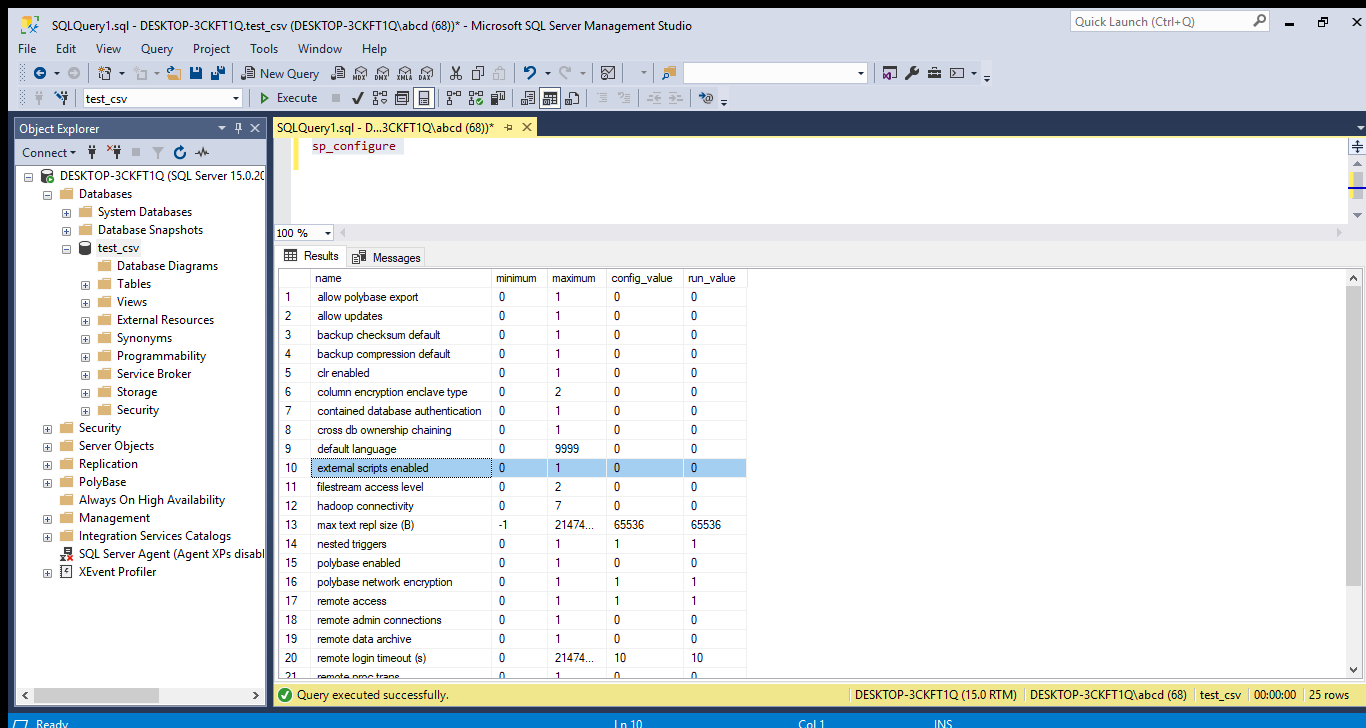 SQLQuery1.sql - DESKTOP-3CKFT1Q.test_csv (DESKTOP-3CKFT1Q\abcd (68))* - Microsoft SQL Server Management Studio
Quick Launch (Ctrl+Q)
File Edit View Query Project Tools Window Help
New Query MDX DMX XMLA DAX
test_csv Execute
Object Explorer
Connect
DESKTOP-3CKFT1Q (SQL Server 15.0.20
Databases
System Databases
Database Snapshots
test_csv
Database Diagrams
Tables
Views
External Resources
Synonyms
Programmability
Service Broker
Storage
Security
Security
Server Objects
Replication
PolyBase
Always On High Availability
Management
Integration Services Catalogs
SQL Server Agent (Agent XPs disabl
XEvent Profiler
SQLQuery1.sql - D...3CKFT1Q\abcd (68))*
sp_configure
100 %
Results Messages
name minimum maximum config_value run_value
1 allow polybase export 0 1 0 0
2 allow updates 0 1 0 0
3 backup checksum default 0 1 0 0
4 backup compression default 0 1 0 0
5 clr enabled 0 1 0 0
6 column encryption enclave type 0 2 0 0
7 contained database authentication 0 1 0 0
8 cross db ownership chaining 0 1 0 0
9 default language 0 9999 0 0
10 external scripts enabled 0 1 0 0
11 filestream access level 0 2 0 0
12 hadoop connectivity 0 7 0 0
13 max text repl size (B) -1 21474... 65536 65536
14 nested triggers 0 1 1 1
15 polybase enabled 0 1 0 0
16 polybase network encryption 0 1 1 1
17 remote access 0 1 1 1
18 remote admin connections 0 1 0 0
19 remote data archive 0 1 0 0
20 remote login timeout (s) 0 21474... 10 10
21 remote proc trans 0 1 0 0
Query executed successfully. DESKTOP-3CKFT1Q (15.0 RTM) DESKTOP-3CKFT1Q\abcd (68) test_csv 00:00:00 25 rows
Ready Ln 10 Col 1 INS